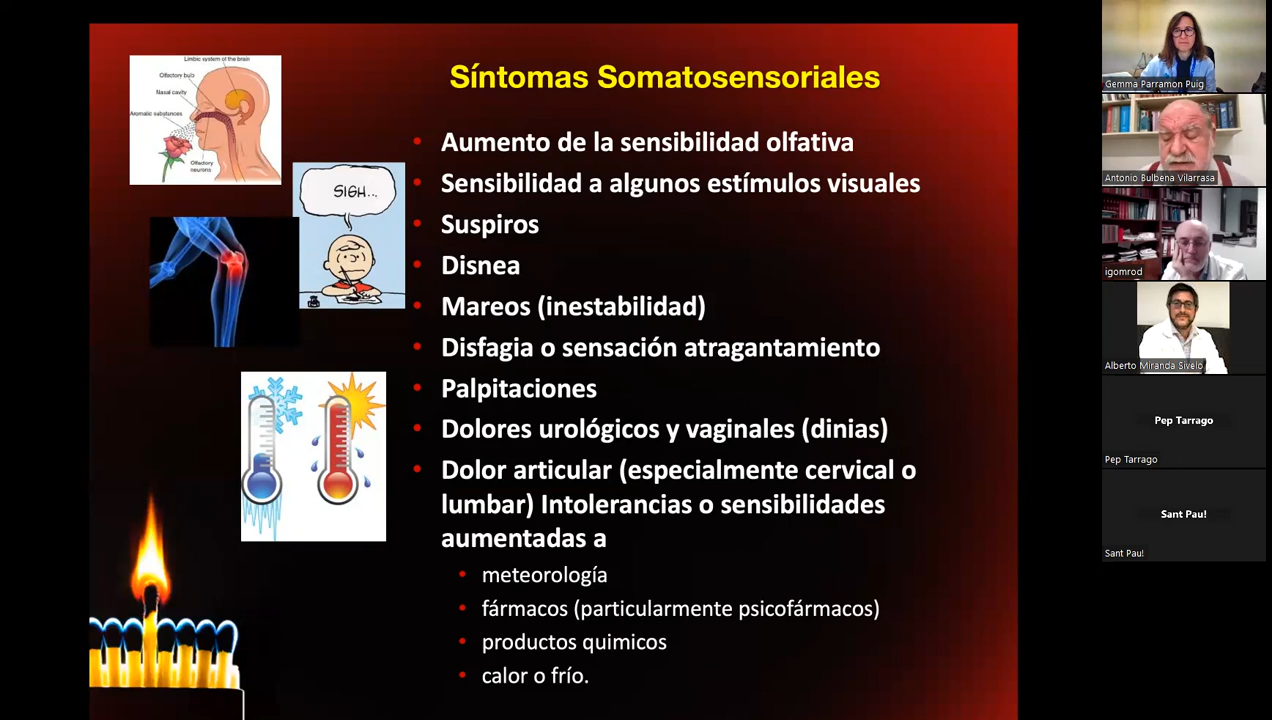 Limbic system of the brain
Olfactory bulb
Nasal cavity
Aromatic substances
Olfactory
neurons
SIGH...
Síntomas Somatosensoriales
• Aumento de la sensibilidad olfativa
• Sensibilidad a algunos estímulos visuales
• Suspiros
• Disnea
• Mareos (inestabilidad)
• Disfagia o sensación atragantamiento
• Palpitaciones
• Dolores urológicos y vaginales (dinias)
• Dolor articular (especialmente cervical o
lumbar) Intolerancias o sensibilidades
aumentadas a
• meteorología
• fármacos (particularmente psicofármacos)
• productos quimicos
• calor o frío.
Gemma Parramon Puig
Antonio Bulbena Vilarrasa
igomrod
Alberto Miranda Sivelo
Pep Tarrago
Pep Tarrago
Sant Pau!
Sant Pau!